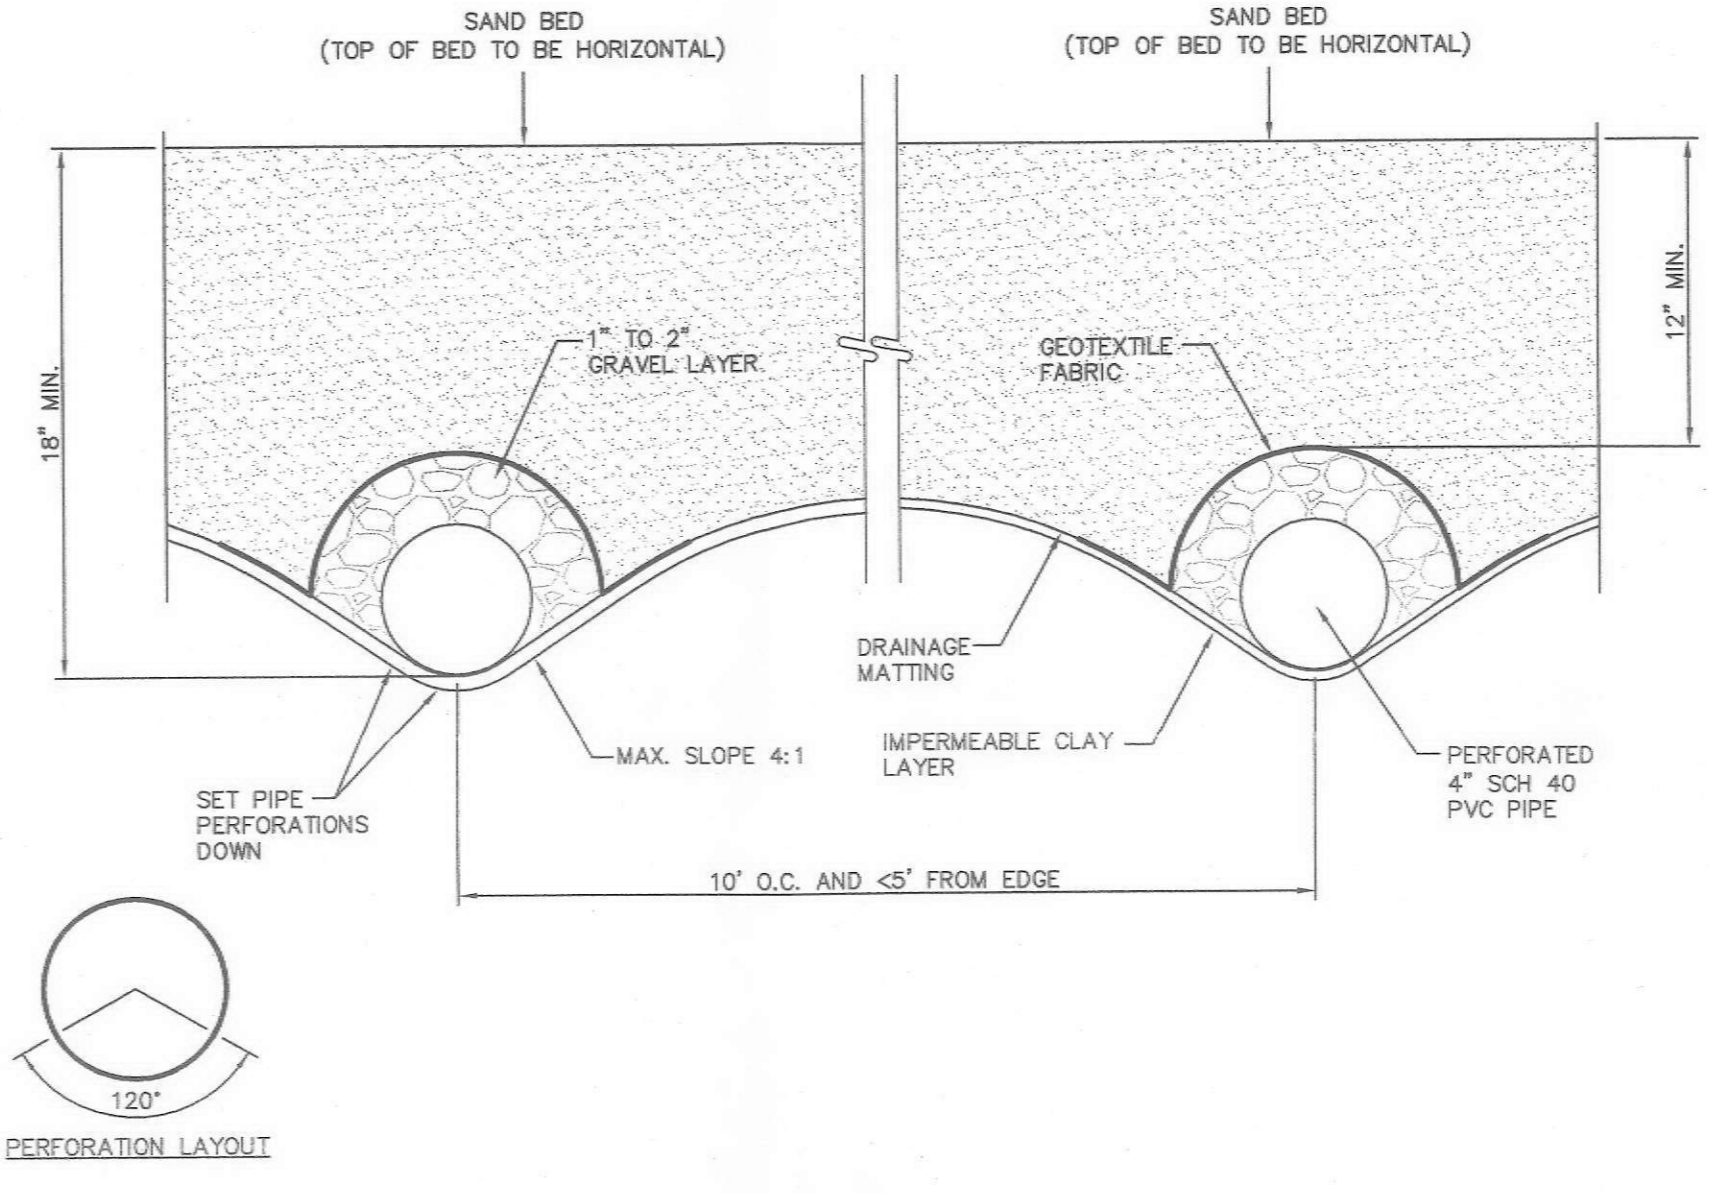 SAND BED
(TOP OF BED TO BE HORIZONTAL)
SAND BED
(TOP OF BED TO BE HORIZONTAL)
18" MIN.
12" MIN.
1" TO 2"
GRAVEL LAYER
GEOTEXTILE
FABRIC
DRAINAGE
MATTING
IMPERMEABLE CLAY
LAYER
MAX. SLOPE 4:1
PERFORATED
4" SCH 40
PVC PIPE
SET PIPE
PERFORATIONS
DOWN
10' O.C. AND <5' FROM EDGE
120°
PERFORATION LAYOUT